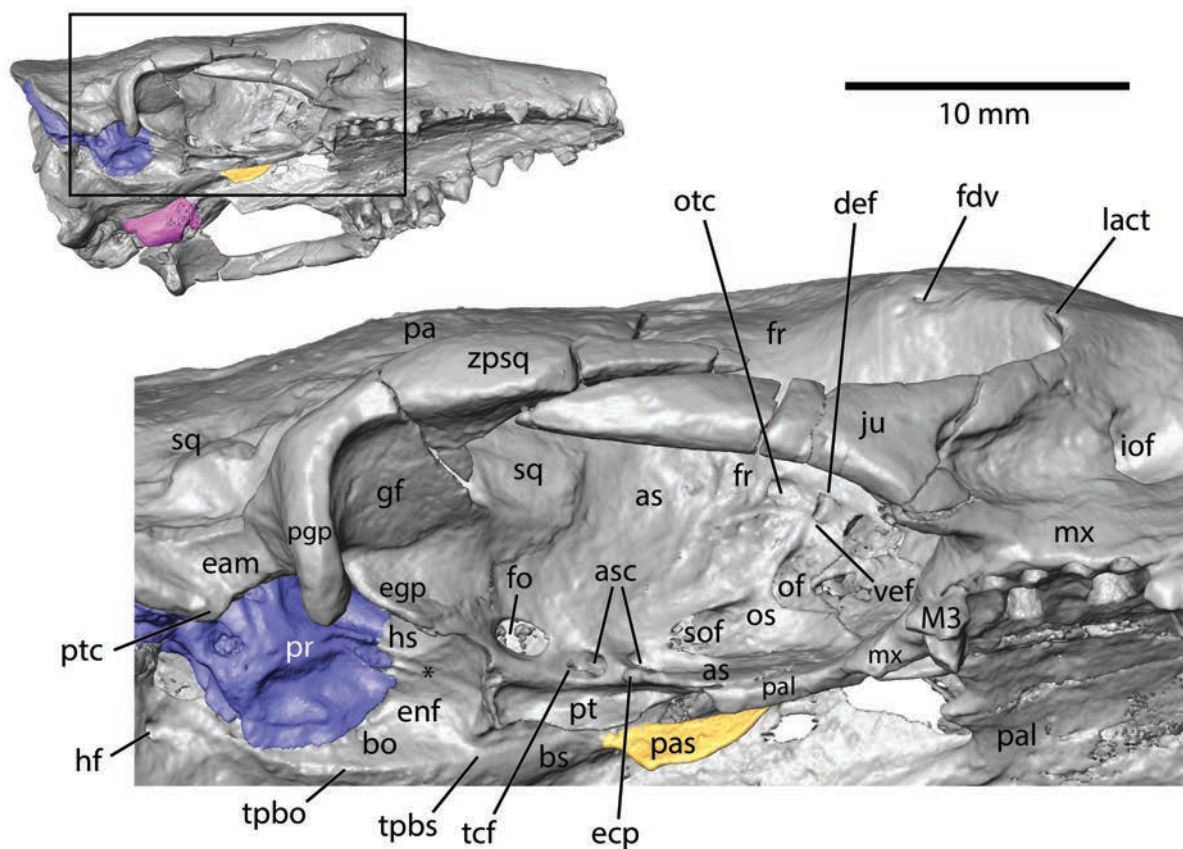 10 mm
otc
def
fdv
lact
pa
fr
zpsq
sq
ju
iof
gf
sq
fr
as
pgp
mx
eam
egp
fo
asc
of
vef
M3
ptc
pr
hs
sof
os
*
as
mx
enf
pt
pal
hf
bo
bs
pas
pal
tpbo
tpbs
tcf
ecp